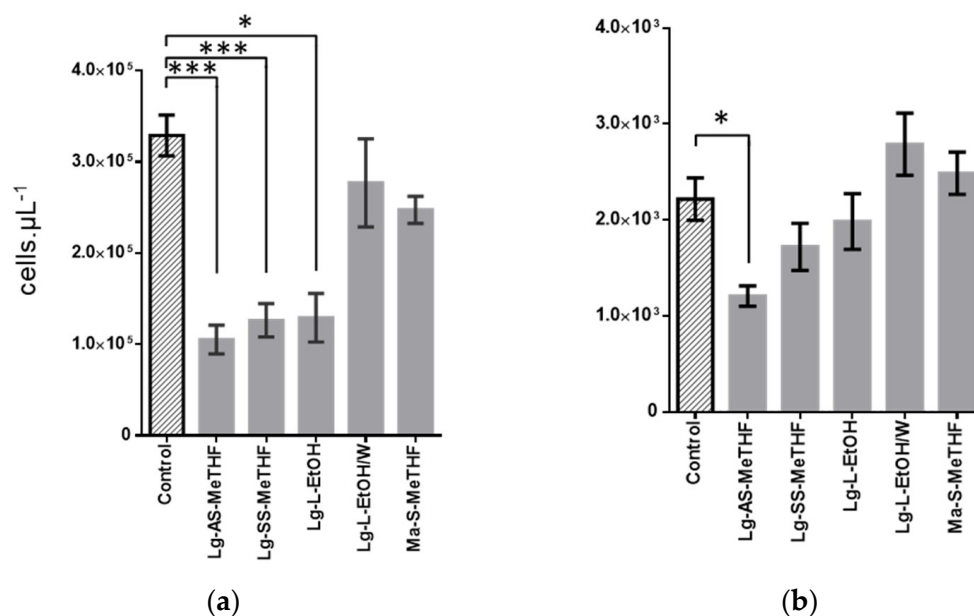 *
***
***
4.0×10⁵
3.0×10⁵
2.0×10⁵
1.0×10⁵
0
cells.µL⁻¹
Control
Lg-AS-MeTHF
Lg-SS-MeTHF
Lg-L-EtOH
Lg-L-EtOH/W
Ma-S-MeTHF
(a)
4.0×10³
3.0×10³
2.0×10³
1.0×10³
0
*
Control
Lg-AS-MeTHF
Lg-SS-MeTHF
Lg-L-EtOH
Lg-L-EtOH/W
Ma-S-MeTHF
(b)